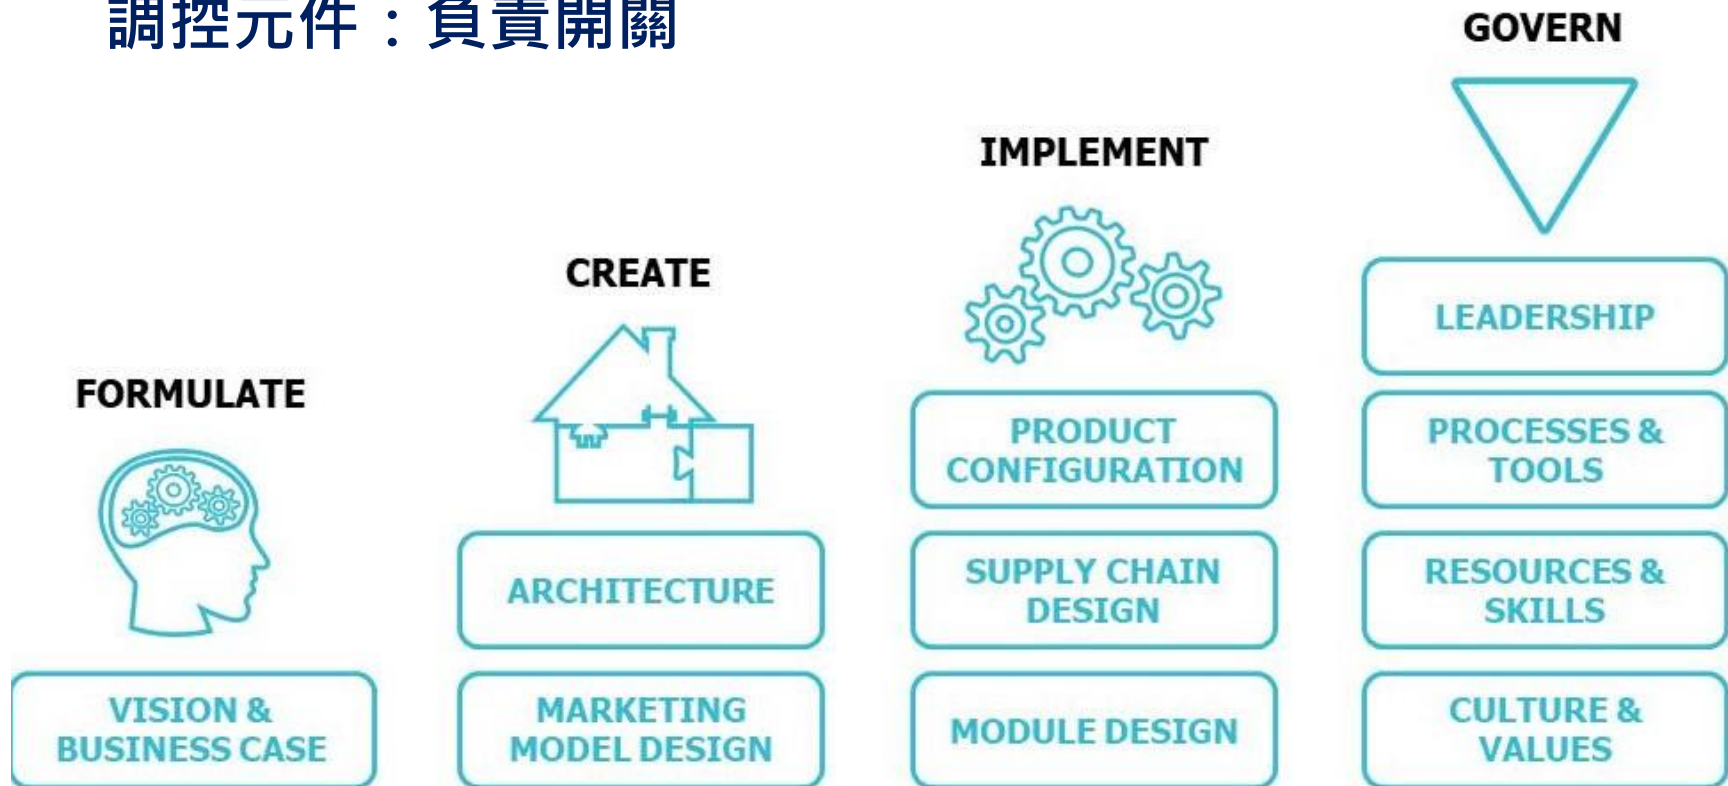 調控元件：負責開關
FORMULATE
VISION &
BUSINESS CASE
CREATE
ARCHITECTURE
MARKETING
MODEL DESIGN
IMPLEMENT
PRODUCT
CONFIGURATION
SUPPLY CHAIN
DESIGN
MODULE DESIGN
GOVERN
LEADERSHIP
PROCESSES &
TOOLS
RESOURCES &
SKILLS
CULTURE &
VALUES